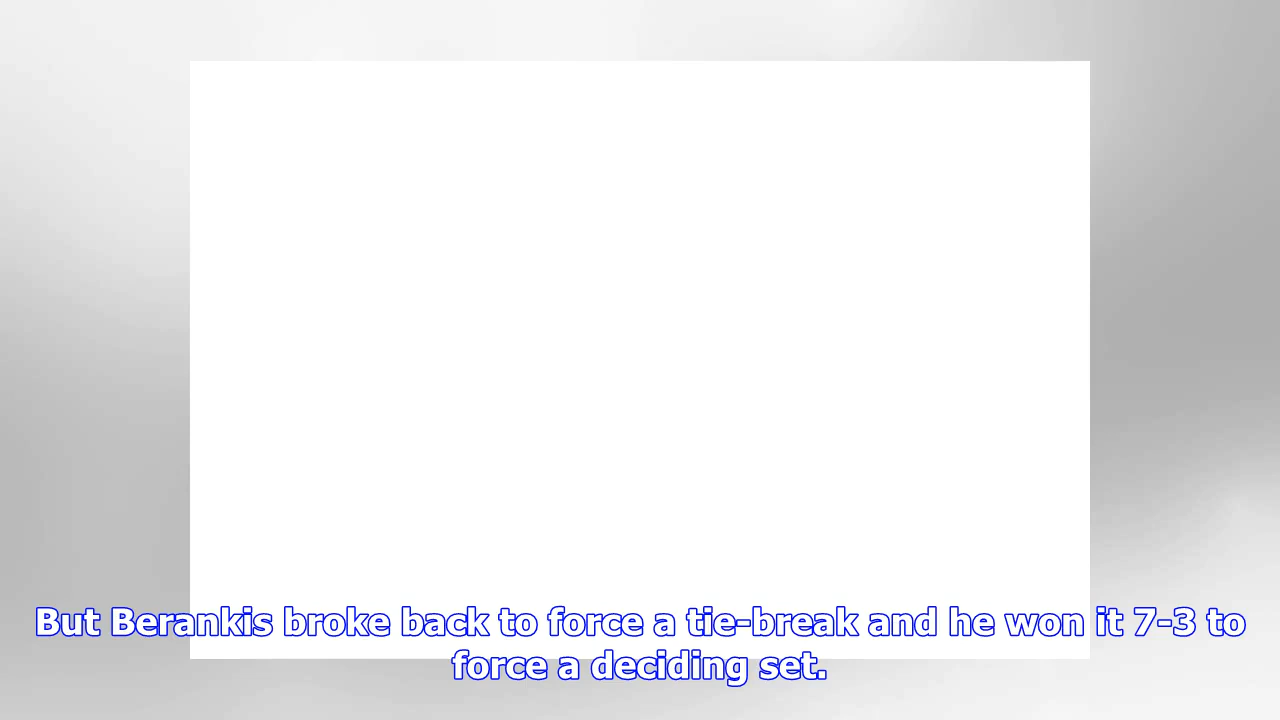 But Berankis broke back to force a tie-break and he won it 7-3 to
force a deciding set.